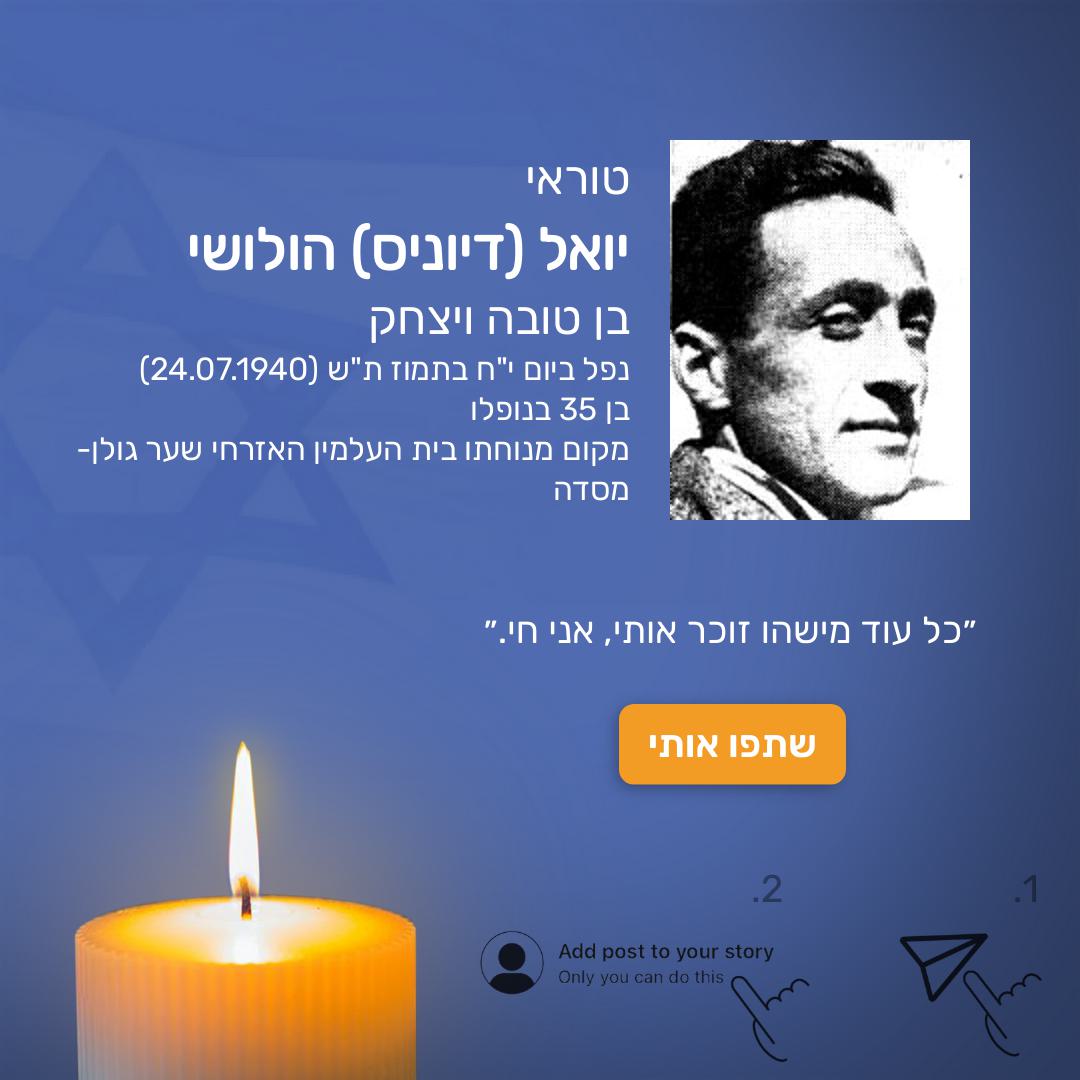 טוראי
יואל (דיוניס) הולושי
בן טובה ויצחק
נפל ביום י"ח בתמוז ת"ש (24.07.1940)
בן 35 בנופלו
מקום מנוחתו בית העלמין האזרחי שער גולן-
מסדה
״כל עוד מישהו זוכר אותי, אני חי.״
שתפו אותי
.1
.2
Add post to your story
Only you can do this